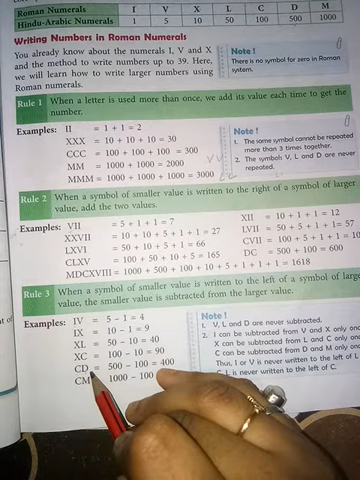 Roman Numerals I V X L C D M
Hindu-Arabic Numerals 1 5 10 50 100 500 1000
Writing Numbers in Roman Numerals
You already know about the numerals I, V and X
and the method to write numbers up to 39. Here,
we will learn how to write larger numbers using
Roman numerals.
Note !
There is no symbol for zero in Roman
system.
Rule 1 When a letter is used more than once, we add its value each time to get the
number.
Examples: II = 1 + 1 = 2
XXX = 10 + 10 + 10 = 30
CCC = 100 + 100 + 100 = 300
MM = 1000 + 1000 = 2000
MMM = 1000 + 1000 + 1000 = 3000
Note !
1. The same symbol cannot be repeated
more than 3 times together.
2. The symbols V, L and D are never
repeated.
Rule 2 When a symbol of smaller value is written to the right of a symbol of larger
value, add the two values.
Examples: VII = 5 + 1 + 1 = 7
XXVII = 10 + 10 + 5 + 1 + 1 = 27
LXVI = 50 + 10 + 5 + 1 = 66
CLXV = 100 + 50 + 10 + 5 = 165
MDCXVIII = 1000 + 500 + 100 + 10 + 5 + 1 + 1 + 1 = 1618
XII = 10 + 1 + 1 = 12
LVII = 50 + 5 + 1 + 1 = 57
CVII = 100 + 5 + 1 + 10
DC = 500 + 100 = 600
Rule 3 When a symbol of smaller value is written to the left of a symbol of large
value, the smaller value is subtracted from the larger value.
Examples: IV = 5 – 1 = 4
IX = 10 – 1 = 9
XL = 50 – 10 = 40
XC = 100 – 10 = 90
CD = 500 – 100 = 400
CM 1000 – 100
Note !
1. V, L and D are never subtracted.
2. I can be subtracted from V and X only
X can be subtracted from L and C only
C can be subtracted from D and M only
Thus, I or V is never written to the left of L
L is never written to the left of C.